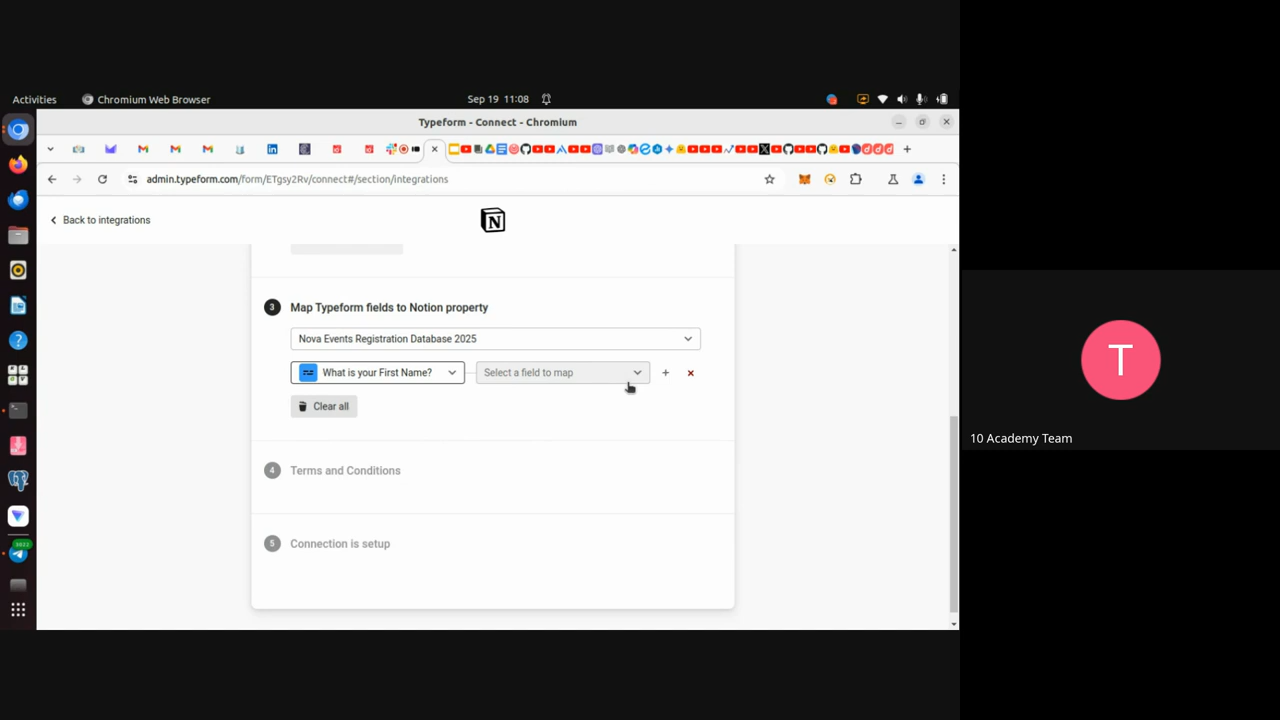 Activities
Chromium Web Browser
Sep 19 11:08
Typeform - Connect - Chromium
admin.typeform.com/form/ETgsy2Rv/connect#/section/integrations
Back to integrations
N
3 Map Typeform fields to Notion property
Nova Events Registration Database 2025
What is your First Name?
Select a field to map
Clear all
4 Terms and Conditions
5 Connection is setup
T
10 Academy Team